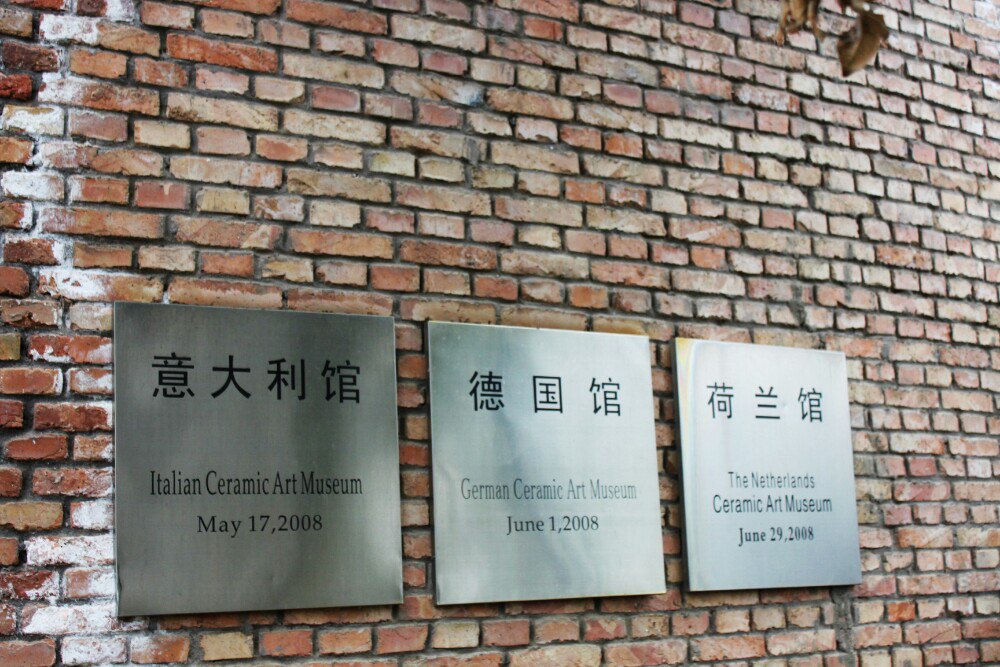 意大利馆
Italian Ceramic Art Museum
May 17,2008
德国馆
German Ceramic Art Museum
June 1,2008
荷兰馆
The Netherlands
Ceramic Art Museum
June 29,2008